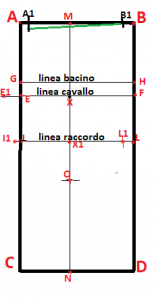 A1 M B1
A B
G linea bacino H
E1 linea cavallo F
E X
I1 I linea raccordo L1 L
X1
O
C D
N